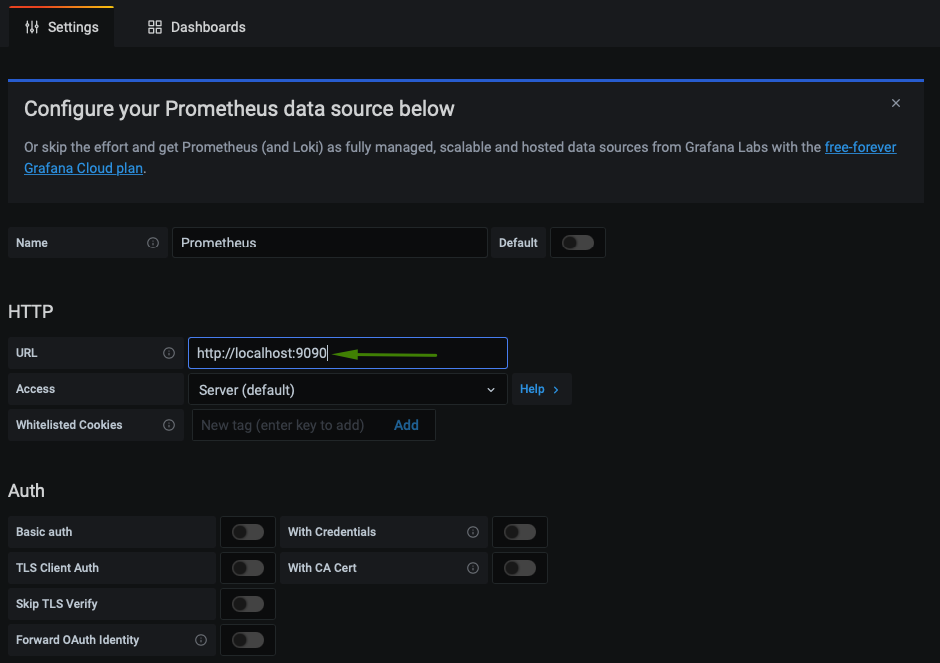 Settings
Dashboards
Configure your Prometheus data source below
Or skip the effort and get Prometheus (and Loki) as fully managed, scalable and hosted data sources from Grafana Labs with the free-forever
Grafana Cloud plan.
Name
Prometheus
Default
HTTP
URL
http://localhost:9090
Access
Server (default)
Help
Whitelisted Cookies
New tag (enter key to add)
Add
Auth
Basic auth
With Credentials
TLS Client Auth
With CA Cert
Skip TLS Verify
Forward OAuth Identity